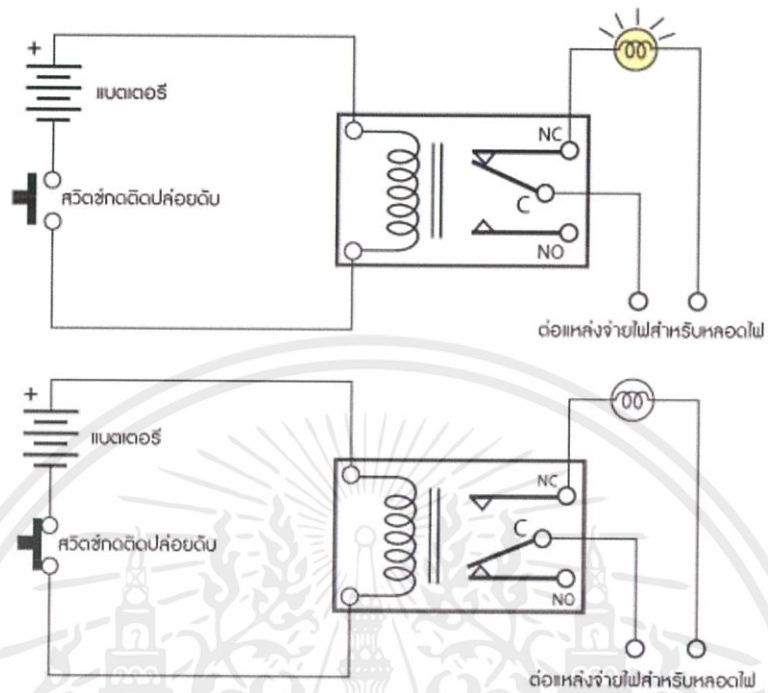 +
แบตเตอรี่
สวิตช์กดติดปล่อยดับ
NC
C
NO
ต่อแหล่งจ่ายไฟสำหรับหลอดไฟ
+
แบตเตอรี่
สวิตช์กดติดปล่อยดับ
NC
C
NO
ต่อแหล่งจ่ายไฟสำหรับหลอดไฟ